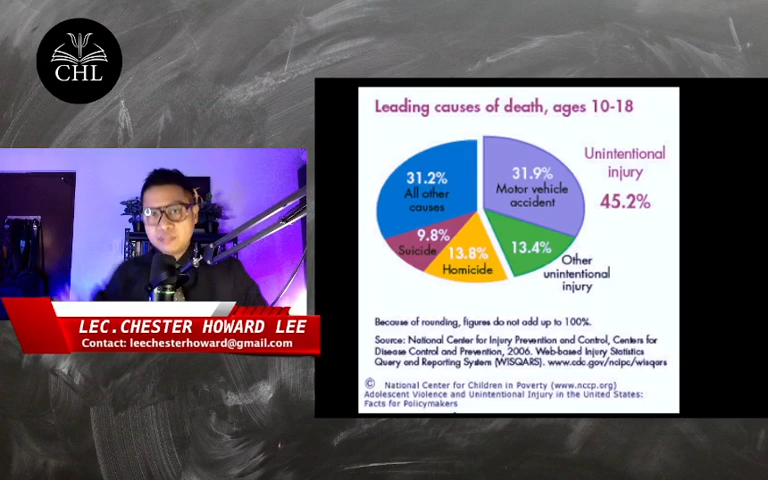 CHL
LEC.CHESTER HOWARD LEE
Contact: leechesterhoward@gmail.com
Leading causes of death, ages 10-18
31.2%
All other
causes
31.9%
Motor vehicle
accident
Unintentional
injury
45.2%
9.8%
Suicide
13.8%
Homicide
13.4%
Other
unintentional
injury
Because of rounding, figures do not add up to 100%.
Source: National Center for Injury Prevention and Control, Centers for
Disease Control and Prevention, 2006. Web-based Injury Statistics
Query and Reporting System (WISQARS). www.cdc.gov/ncipc/wisqars
© National Center for Children in Poverty (www.nccp.org)
Adolescent Violence and Unintentional Injury in the United States:
Facts for Policymakers